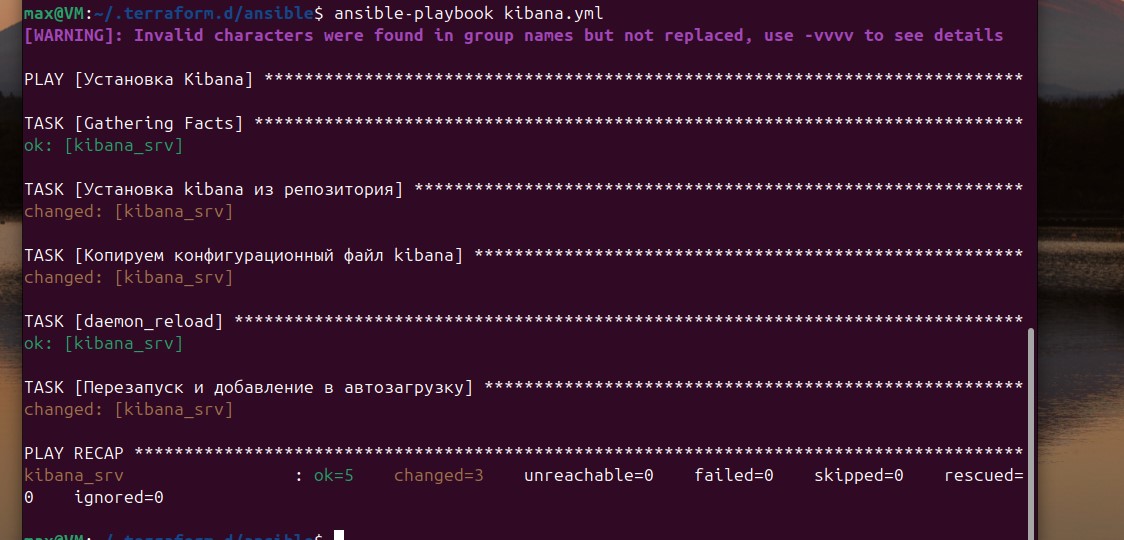 max@VM:~/.terraform.d/ansible$ ansible-playbook kibana.yml
[WARNING]: Invalid characters were found in group names but not replaced, use -vvvv to see details
PLAY [Установка Kibana] ****************************************************************************
TASK [Gathering Facts] *****************************************************************************
ok: [kibana_srv]
TASK [Установка kibana из репозитория] *************************************************************
changed: [kibana_srv]
TASK [Копируем конфигурационный файл kibana] *******************************************************
changed: [kibana_srv]
TASK [daemon_reload] *******************************************************************************
ok: [kibana_srv]
TASK [Перезапуск и добавление в автозагрузку] ******************************************************
changed: [kibana_srv]
PLAY RECAP *****************************************************************************************
kibana_srv                 : ok=5    changed=3    unreachable=0    failed=0    skipped=0    rescued=
0    ignored=0
max@VM:~/.terraform.d/ansible$